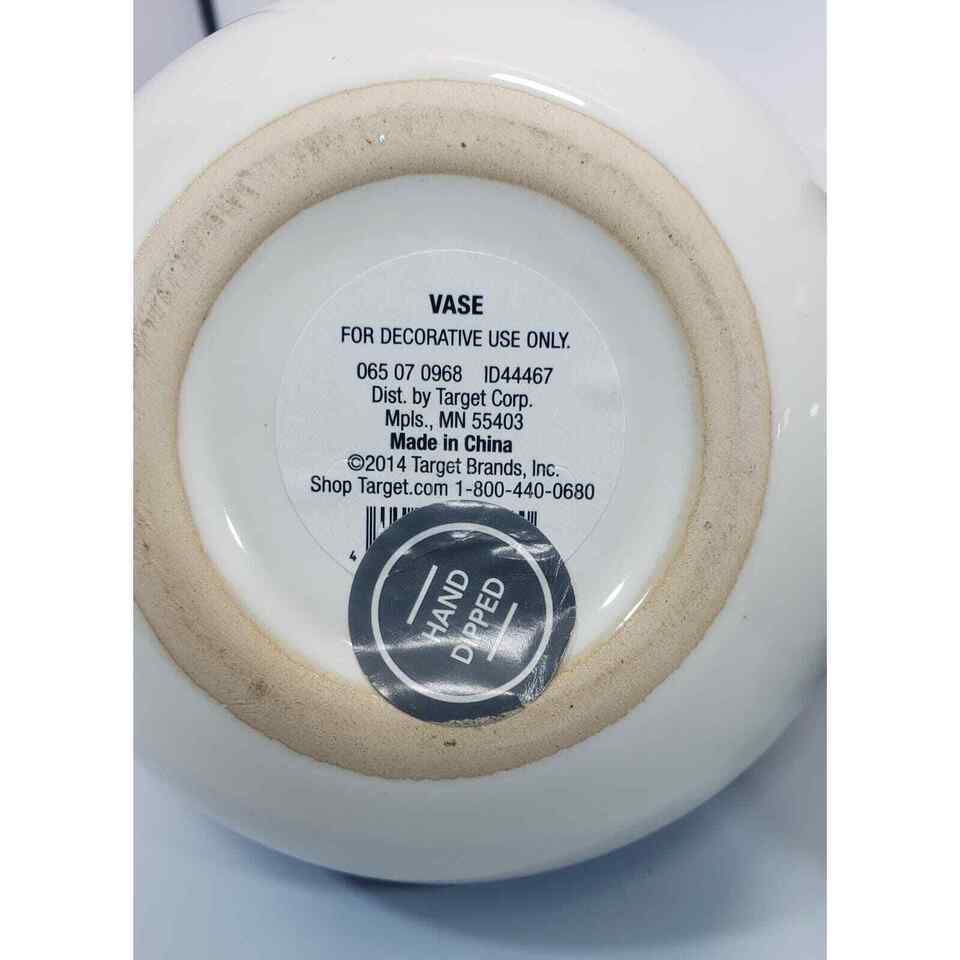 VASE
FOR DECORATIVE USE ONLY.
065 07 0968 ID44467
Dist. by Target Corp.
Mpls., MN 55403
Made in China
©2014 Target Brands, Inc.
Shop Target.com 1-800-440-0680
4
HAND
DIPPED